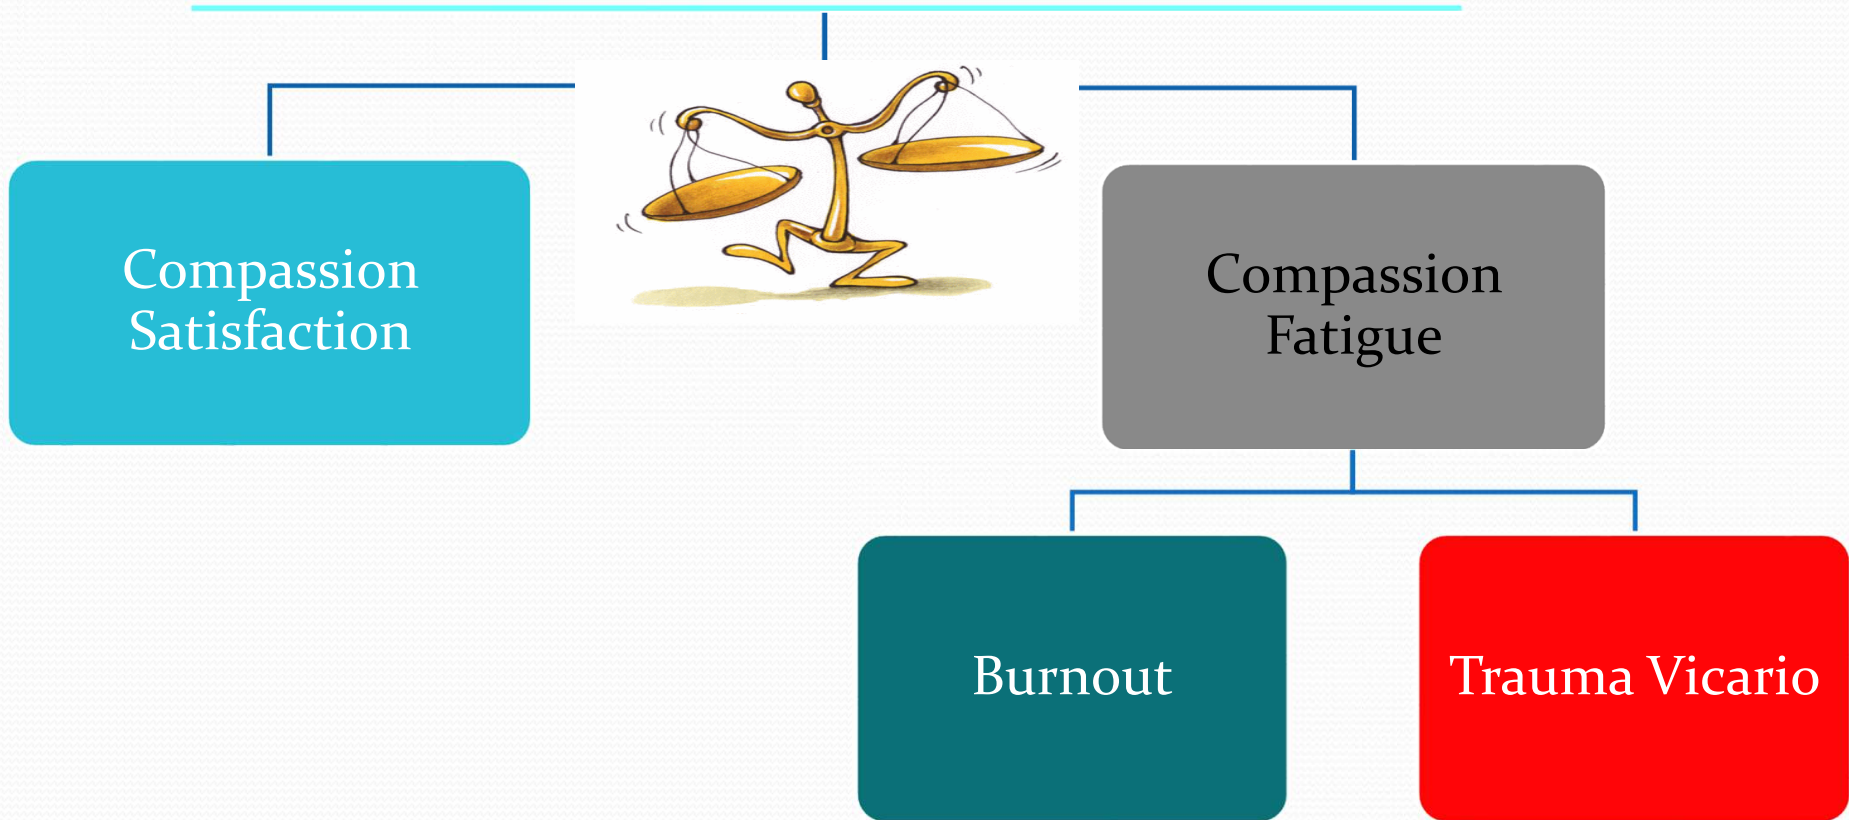 Compassion
Satisfaction
Compassion
Fatigue
Burnout
Trauma Vicario